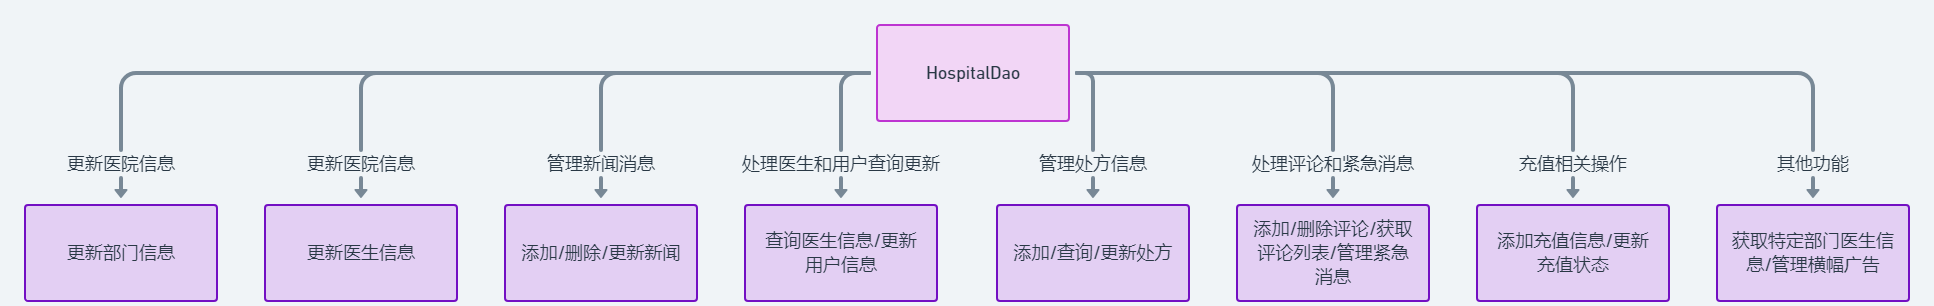 HospitalDao
更新医院信息
更新医院信息
管理新闻消息
处理医生和用户查询更新
管理处方信息
处理评论和紧急消息
充值相关操作
其他功能
更新部门信息
更新医生信息
添加/删除/更新新闻
查询医生信息/更新
用户信息
添加/查询/更新处方
添加/删除评论/获取
评论列表/管理紧急
消息
添加充值信息/更新
充值状态
获取特定部门医生信
息/管理横幅广告